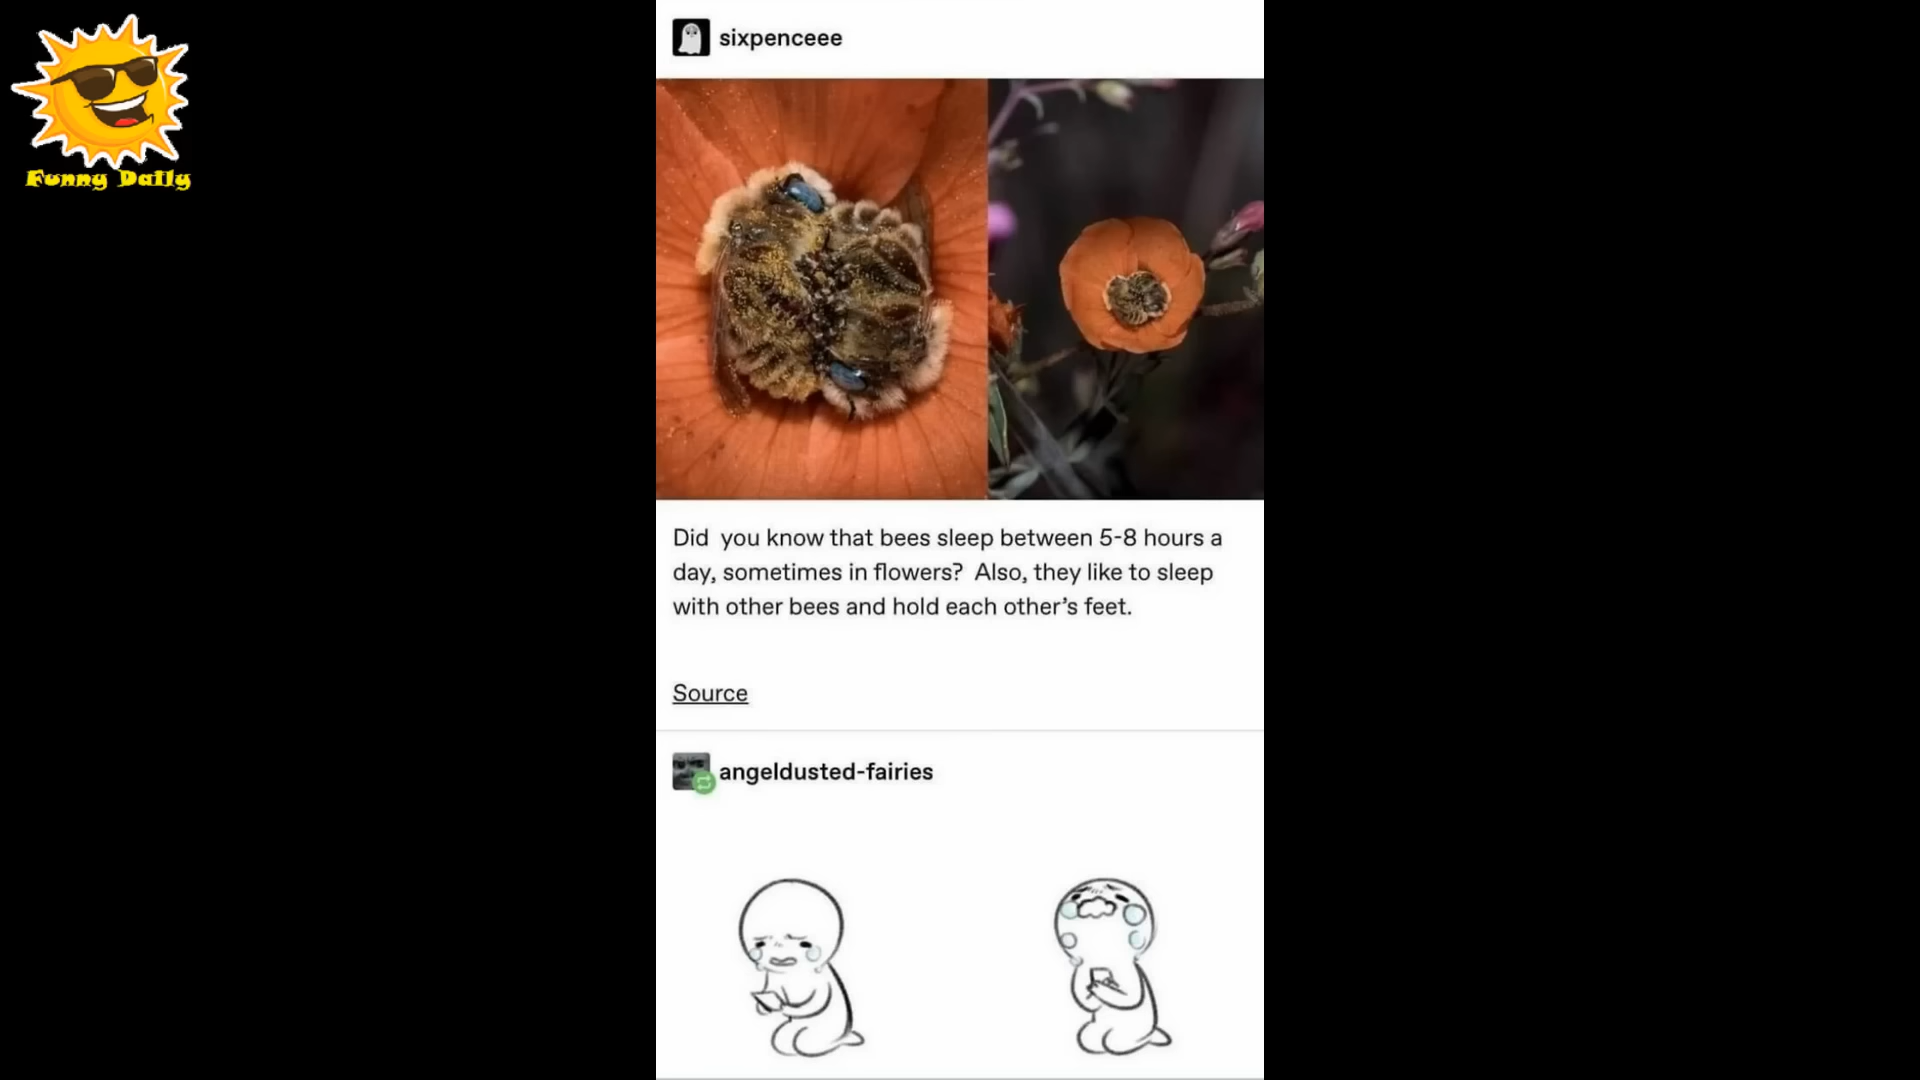 Funny Daily
sixpenceee
Did  you know that bees sleep between 5-8 hours a
day, sometimes in flowers?  Also, they like to sleep
with other bees and hold each other’s feet.
Source
angeldusted-fairies